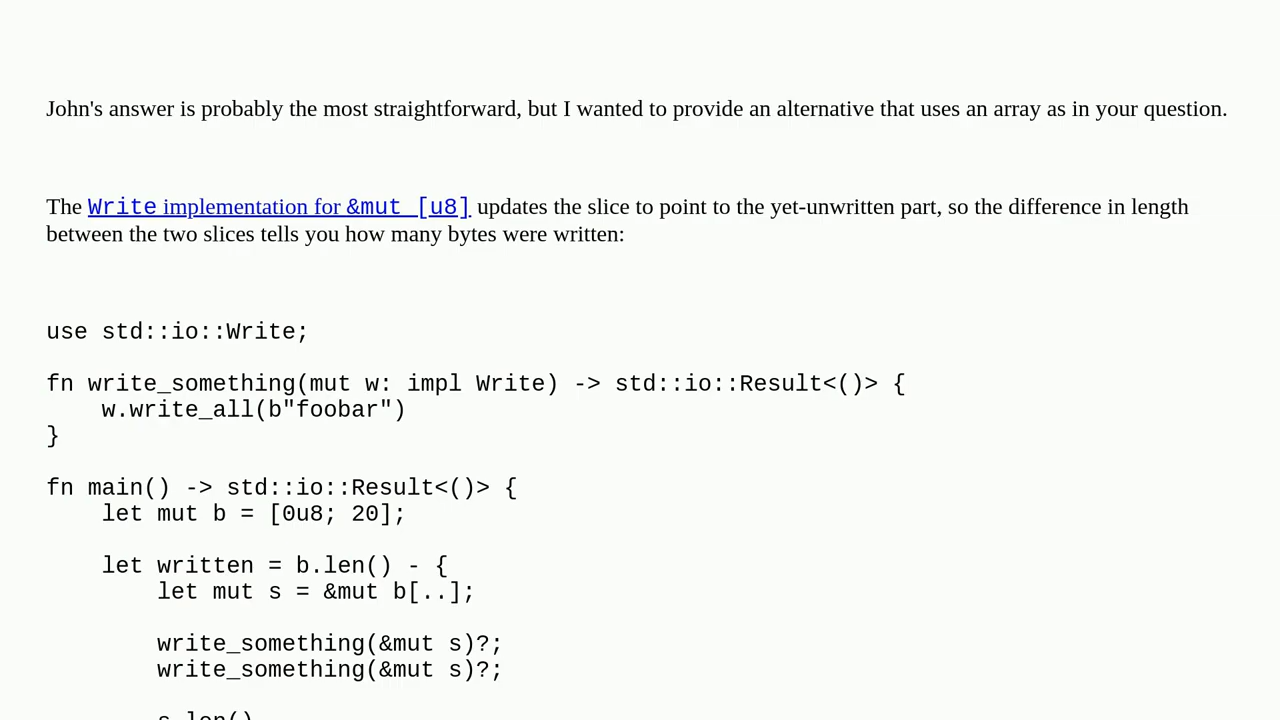 John's answer is probably the most straightforward, but I wanted to provide an alternative that uses an array as in your question.
The Write implementation for &mut [u8] updates the slice to point to the yet-unwritten part, so the difference in length
between the two slices tells you how many bytes were written:
use std::io::Write;
fn write_something(mut w: impl Write) -> std::io::Result<()> {
    w.write_all(b"foobar")
}
fn main() -> std::io::Result<()> {
    let mut b = [0u8; 20];
    let written = b.len() - {
        let mut s = &mut b[..];
        write_something(&mut s)?;
        write_something(&mut s)?;
        s.len()